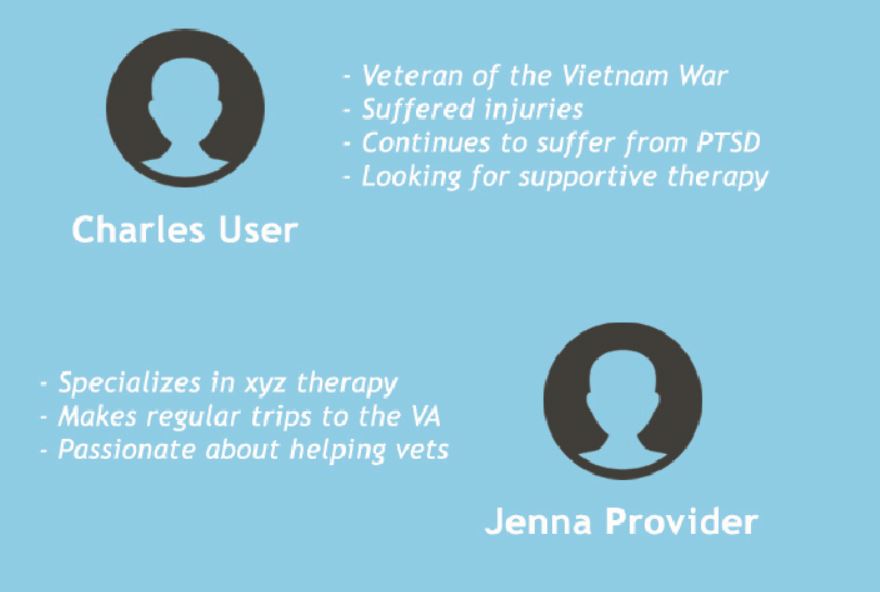 - Veteran of the Vietnam War
- Suffered injuries
- Continues to suffer from PTSD
- Looking for supportive therapy
Charles User
- Specializes in xyz therapy
- Makes regular trips to the VA
- Passionate about helping vets
Jenna Provider